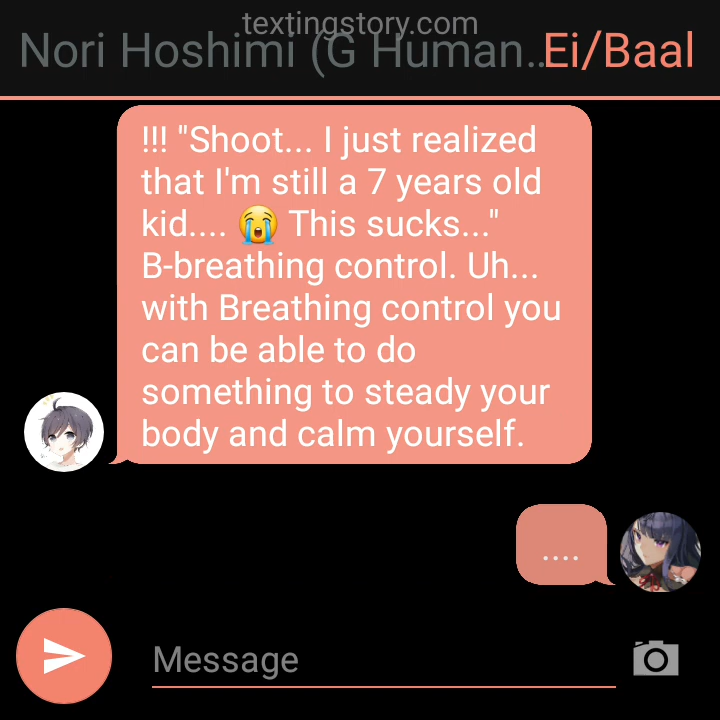 textingstory.com
Nori Hoshimi (G Human..Ei/Baal
!!! "Shoot... I just realized
that I'm still a 7 years old
kid.... 😭 This sucks..."
B-breathing control. Uh...
with Breathing control you
can be able to do
something to steady your
body and calm yourself.
....
Message